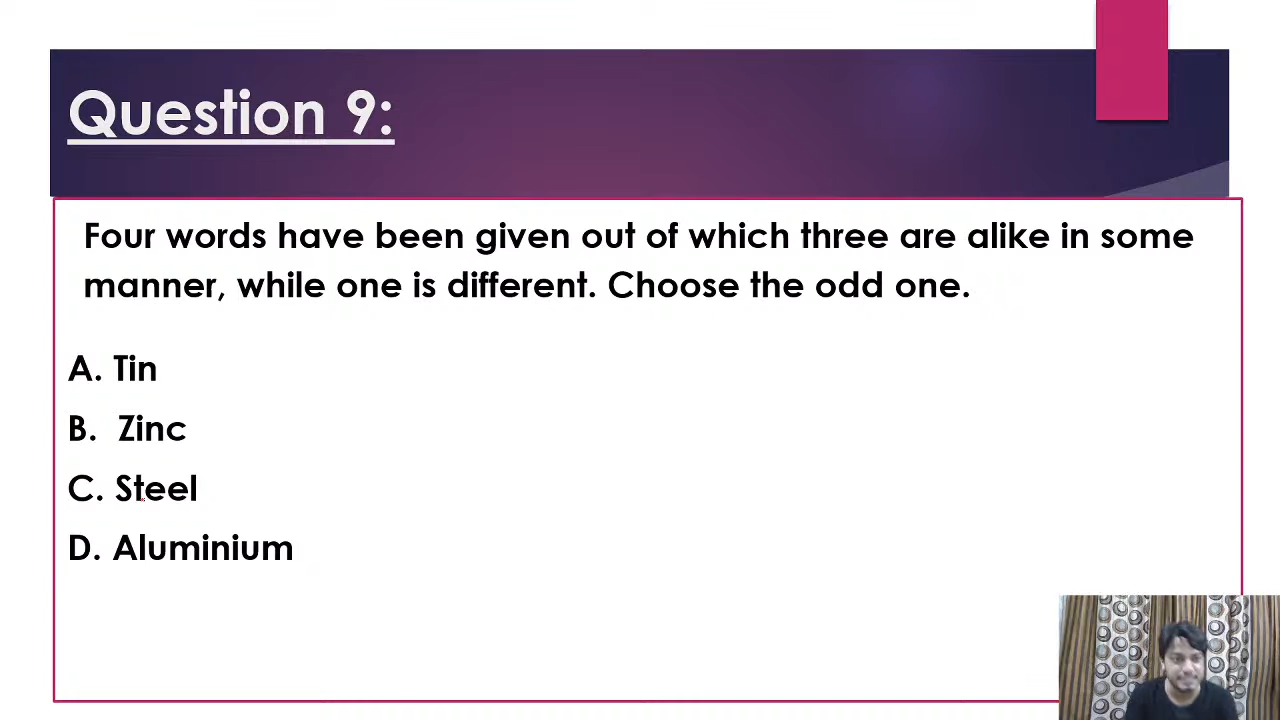 Question 9:
Four words have been given out of which three are alike in some
manner, while one is different. Choose the odd one.
A. Tin
B. Zinc
C. Steel
D. Aluminium